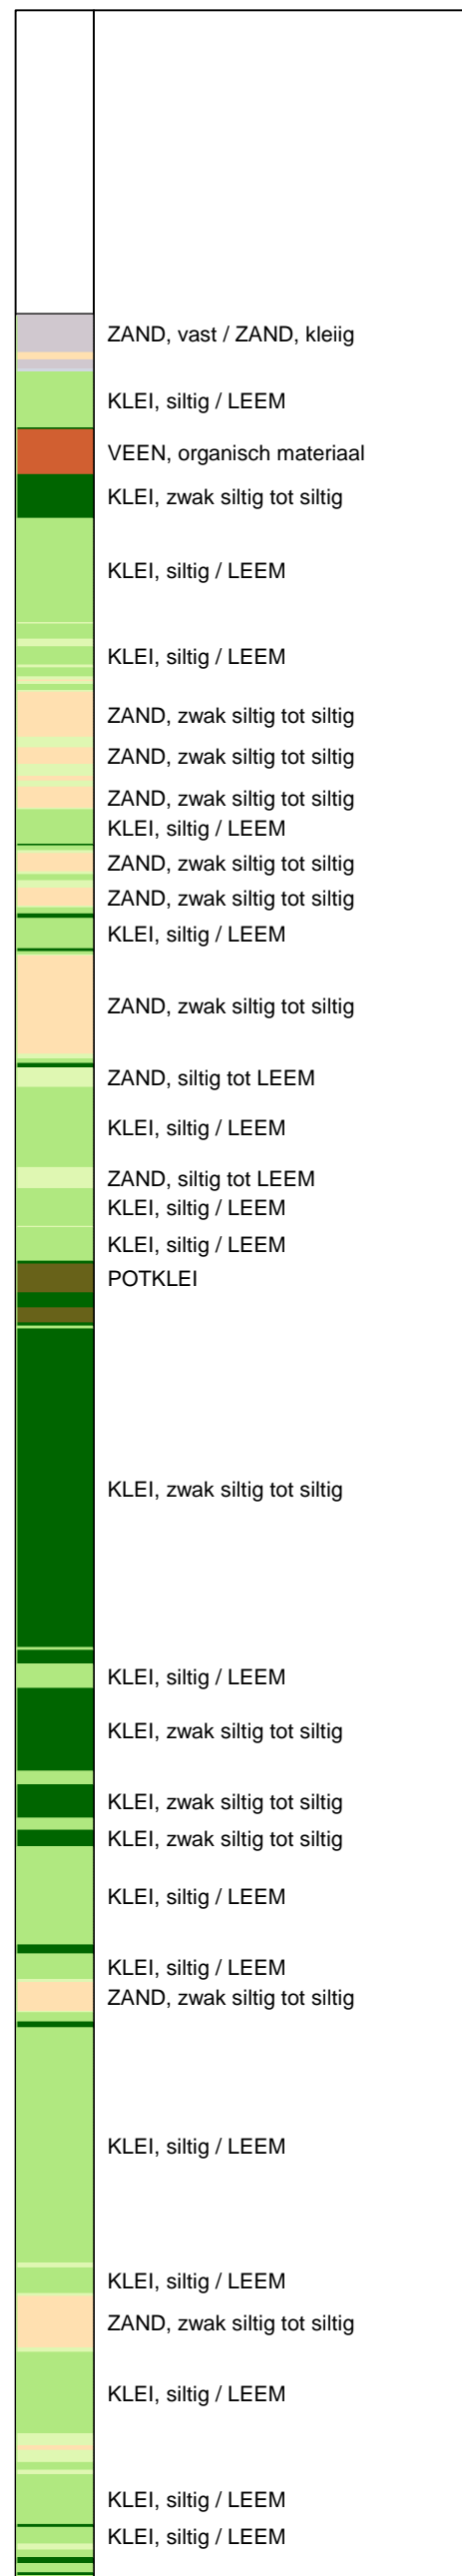 ZAND, vast / ZAND, kleiig
KLEI, siltig / LEEM
VEEN, organisch materiaal
KLEI, zwak siltig tot siltig
KLEI, siltig / LEEM
KLEI, siltig / LEEM
ZAND, zwak siltig tot siltig
ZAND, zwak siltig tot siltig
ZAND, zwak siltig tot siltig
KLEI, siltig / LEEM
ZAND, zwak siltig tot siltig
ZAND, zwak siltig tot siltig
KLEI, siltig / LEEM
ZAND, zwak siltig tot siltig
ZAND, siltig tot LEEM
KLEI, siltig / LEEM
ZAND, siltig tot LEEM
KLEI, siltig / LEEM
KLEI, siltig / LEEM
POTKLEI
KLEI, zwak siltig tot siltig
KLEI, siltig / LEEM
KLEI, zwak siltig tot siltig
KLEI, zwak siltig tot siltig
KLEI, zwak siltig tot siltig
KLEI, siltig / LEEM
KLEI, siltig / LEEM
ZAND, zwak siltig tot siltig
KLEI, siltig / LEEM
KLEI, siltig / LEEM
ZAND, zwak siltig tot siltig
KLEI, siltig / LEEM
KLEI, siltig / LEEM
KLEI, siltig / LEEM